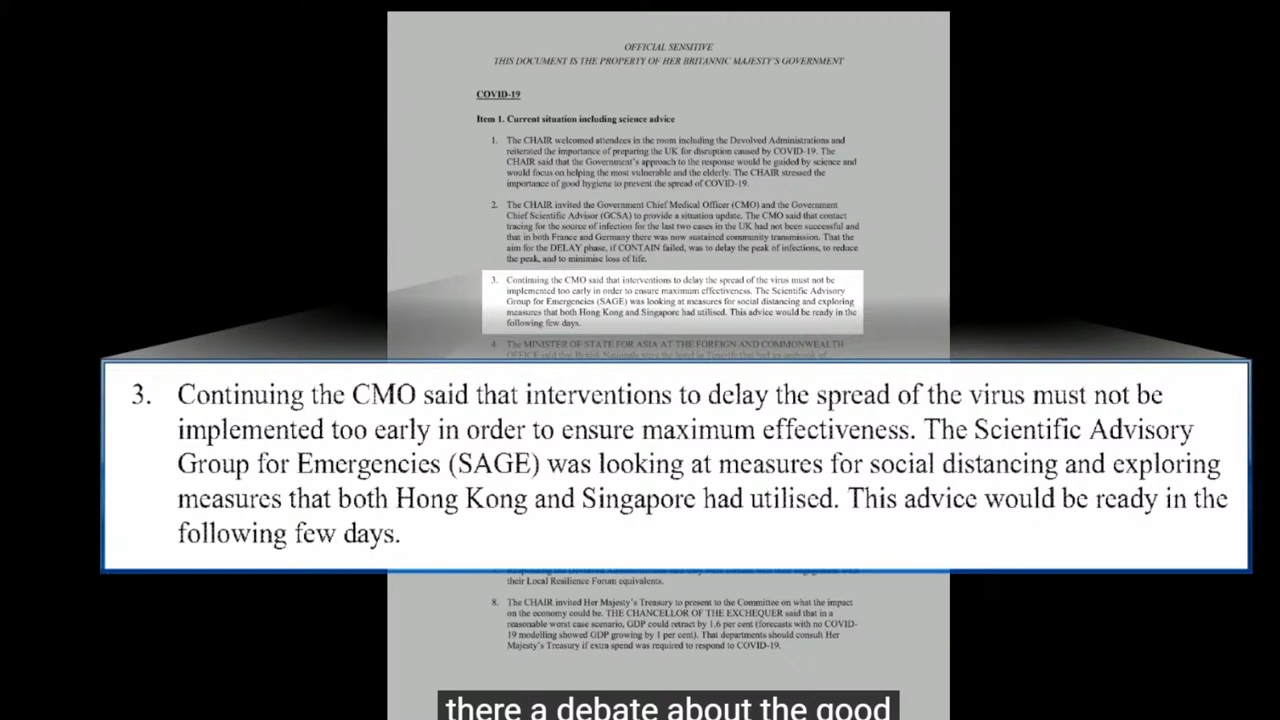 OFFICIAL SENSITIVE
THIS DOCUMENT IS THE PROPERTY OF HER BRITANNIC MAJESTY'S GOVERNMENT
COVID-19
Item 1. Current situation including science advice
1. The CHAIR welcomed attendees in the room including the Devolved Administrations and
reiterated the importance of preparing the UK for disruption caused by COVID-19. The
CHAIR said that the Government's approach to the response would be guided by science and
would focus on helping the most vulnerable and the elderly. The CHAIR stressed the
importance of good hygiene to prevent the spread of COVID-19.
2. The CHAIR invited the Government Chief Medical Officer (CMO) and the Government
Chief Scientific Advisor (GCSA) to provide a situation update. The CMO said that contact
tracing for the source of infection for the last two cases in the UK had not been successful and
that in both France and Germany there was now sustained community transmission. That the
aim for the DELAY phase, if CONTAIN failed, was to delay the peak of infections, to reduce
the peak, and to minimise loss of life.
3. Continuing the CMO said that interventions to delay the spread of the virus must not be
implemented too early in order to ensure maximum effectiveness. The Scientific Advisory
Group for Emergencies (SAGE) was looking at measures for social distancing and exploring
measures that both Hong Kong and Singapore had utilised. This advice would be ready in the
following few days.
4. The MINISTER OF STATE FOR ASIA AT THE FOREIGN AND COMMONWEALTH
OFFICE said that British Nationals were the hotel in Tenerife that had an outbreak of
3. Continuing the CMO said that interventions to delay the spread of the virus must not be
implemented too early in order to ensure maximum effectiveness. The Scientific Advisory
Group for Emergencies (SAGE) was looking at measures for social distancing and exploring
measures that both Hong Kong and Singapore had utilised. This advice would be ready in the
following few days.
their Local Resilience Forum equivalents.
8. The CHAIR invited Her Majesty's Treasury to present to the Committee on what the impact
on the economy could be. THE CHANCELLOR OF THE EXCHEQUER said that in a
reasonable worst case scenario, GDP could retract by 1.6 per cent (forecasts with no COVID-
19 modelling showed GDP growing by 1 per cent). That departments should consult Her
Majesty's Treasury if extra spend was required to respond to COVID-19.
there a debate about the good